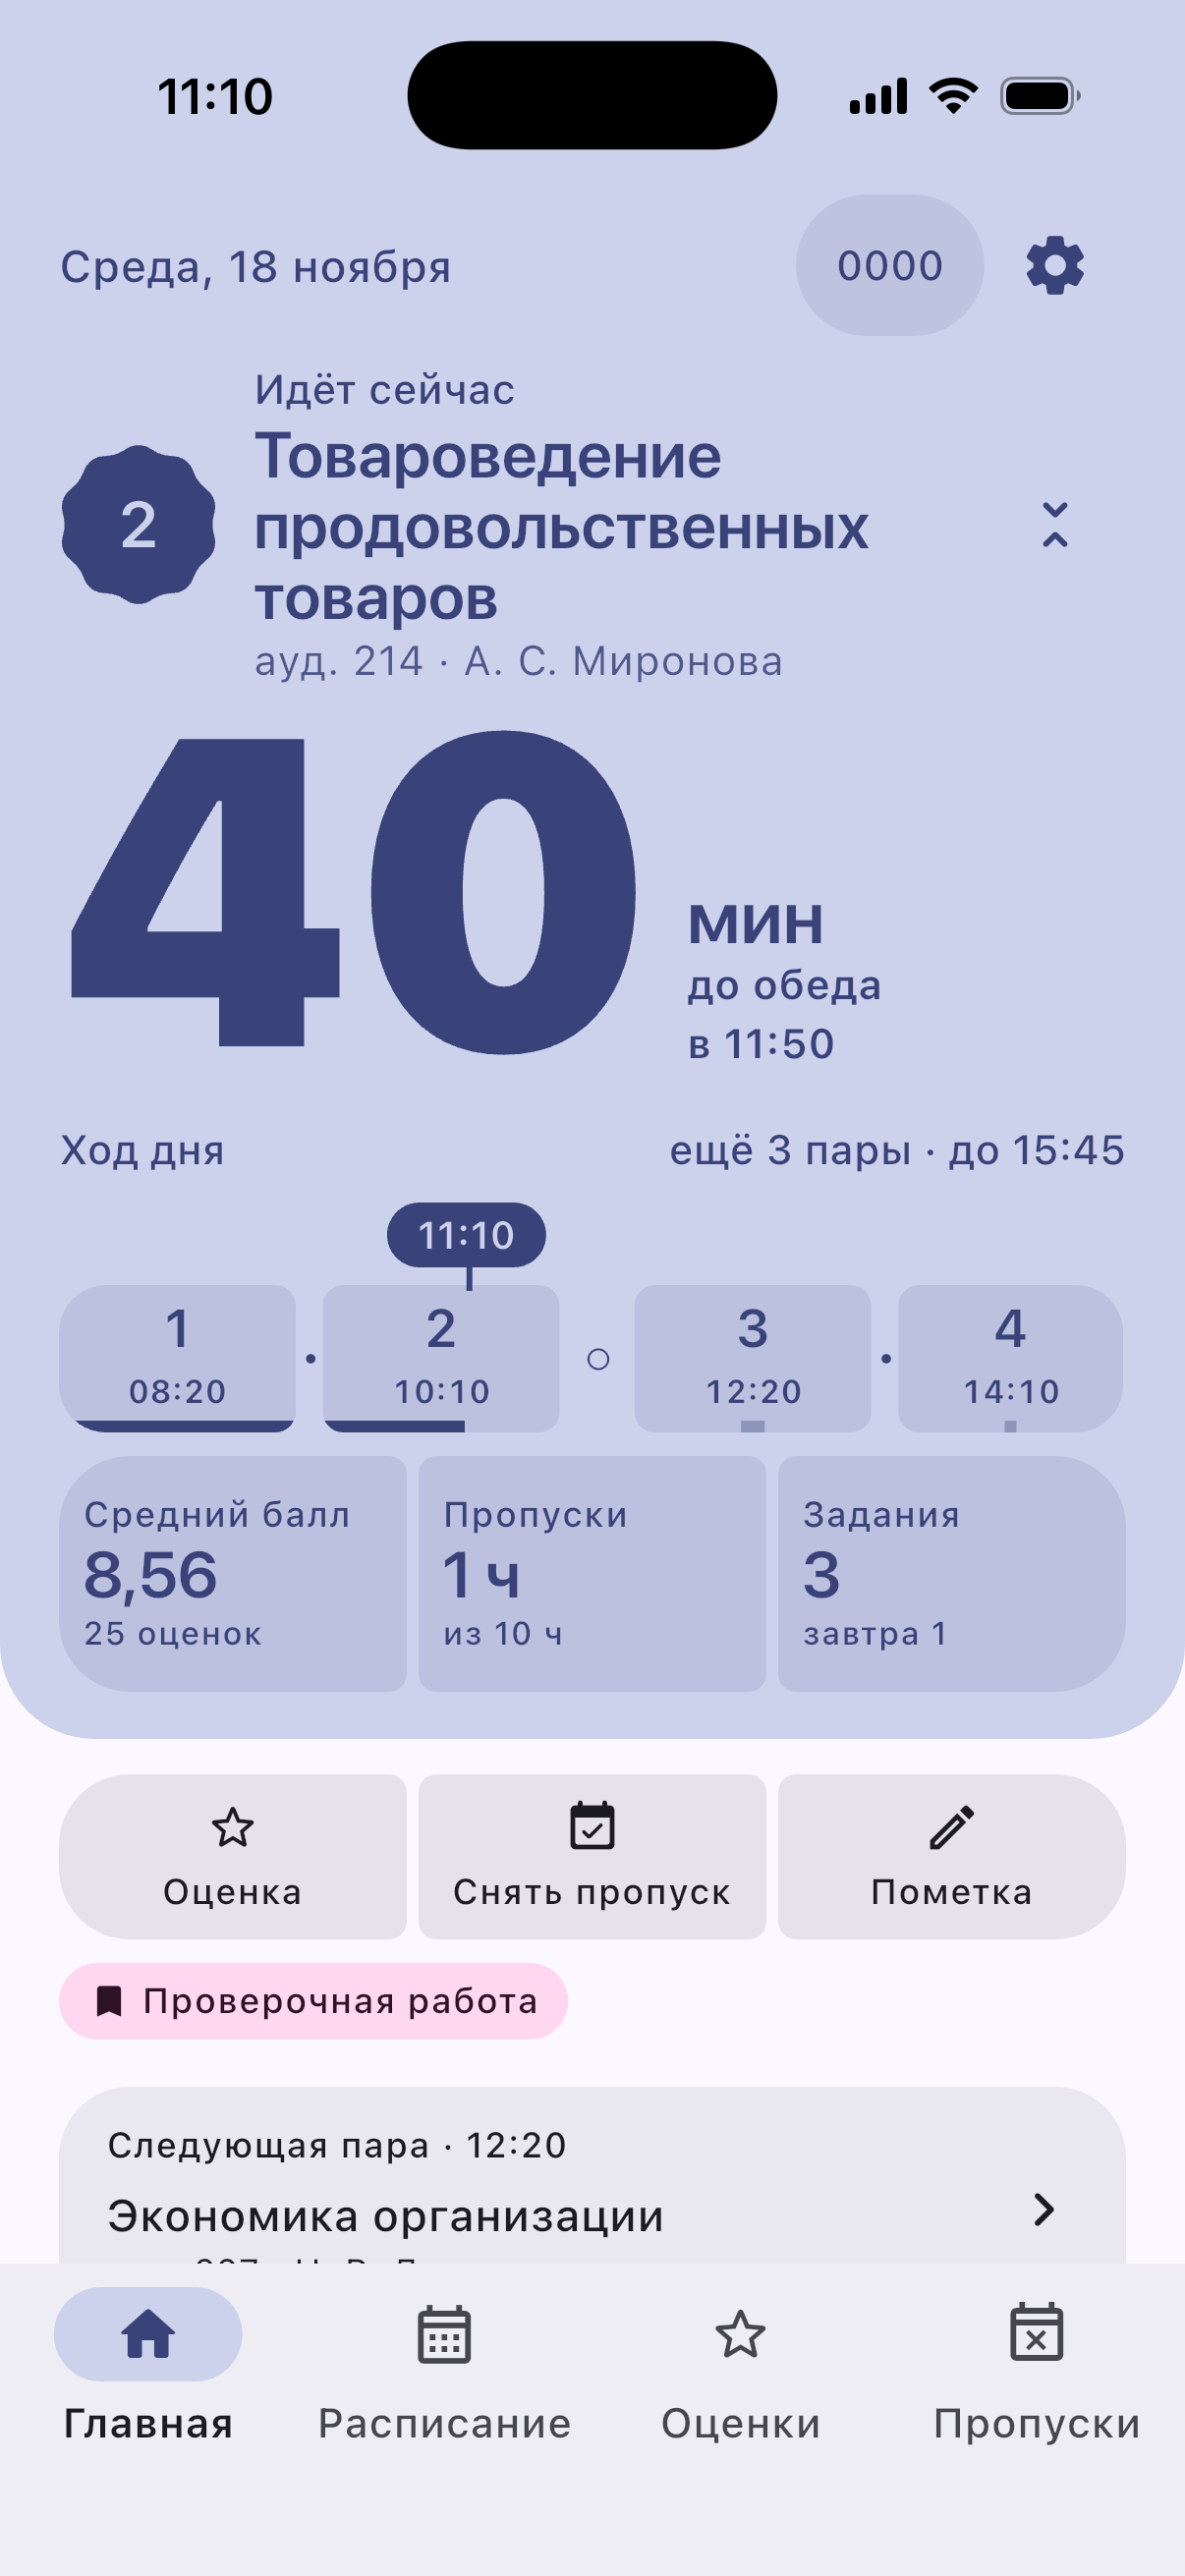 11:10
Среда, 18 ноября
0000
Идёт сейчас
2
Товароведение
продовольственных
товаров
ауд. 214 · А. С. Миронова
40
мин
до обеда
в 11:50
Ход дня
ещё 3 пары · до 15:45
11:10
1
2
3
4
08:20
10:10
12:20
14:10
Средний балл
Пропуски
Задания
8,56
1 ч
3
25 оценок
из 10 ч
завтра 1
Оценка
Снять пропуск
Пометка
Проверочная работа
Следующая пара · 12:20
Экономика организации
Главная
Расписание
Оценки
Пропуски